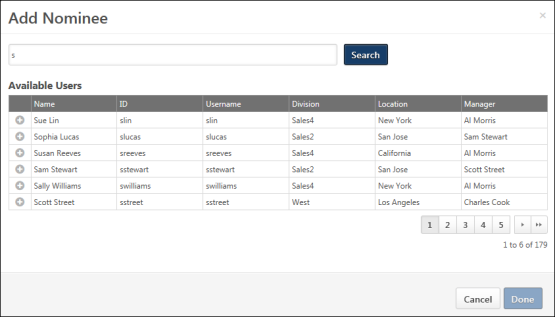 Add Nominee ×
s Search
Available Users
Name ID Username Division Location Manager
Sue Lin slin slin Sales4 New York Al Morris
Sophia Lucas slucas slucas Sales2 San Jose Sam Stewart
Susan Reeves sreeves sreeves Sales4 California Al Morris
Sam Stewart sstewart sstewart Sales2 San Jose Scott Street
Sally Williams swilliams swilliams Sales4 New York Al Morris
Scott Street sstreet sstreet West Los Angeles Charles Cook
1 2 3 4 5
1 to 6 of 179
Cancel Done